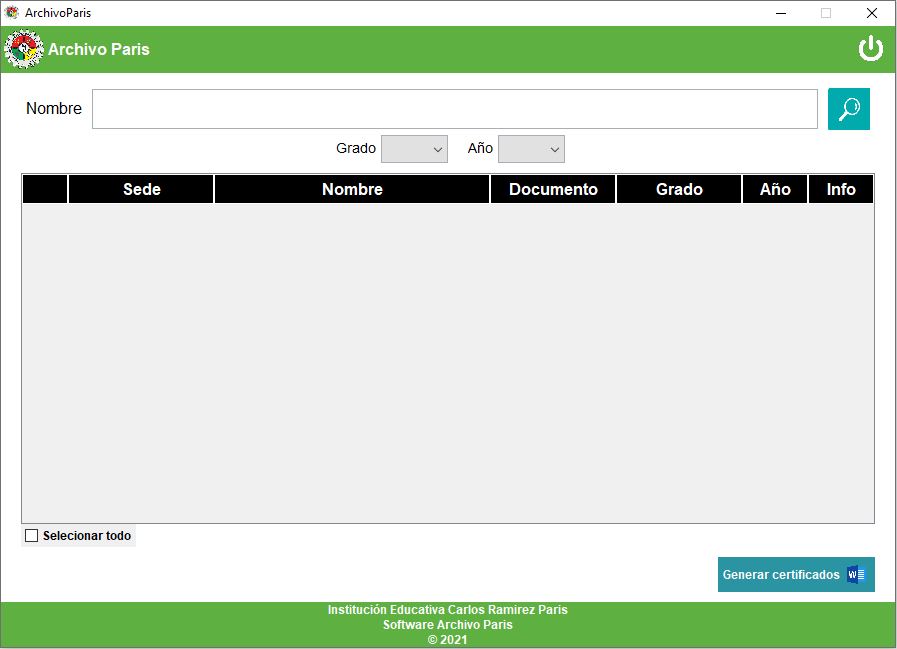 ArchivoParis
Archivo Paris
Nombre
Grado Año
Sede Nombre Documento Grado Año Info
Selecionar todo
Generar certificados
Institución Educativa Carlos Ramirez Paris
Software Archivo Paris
© 2021